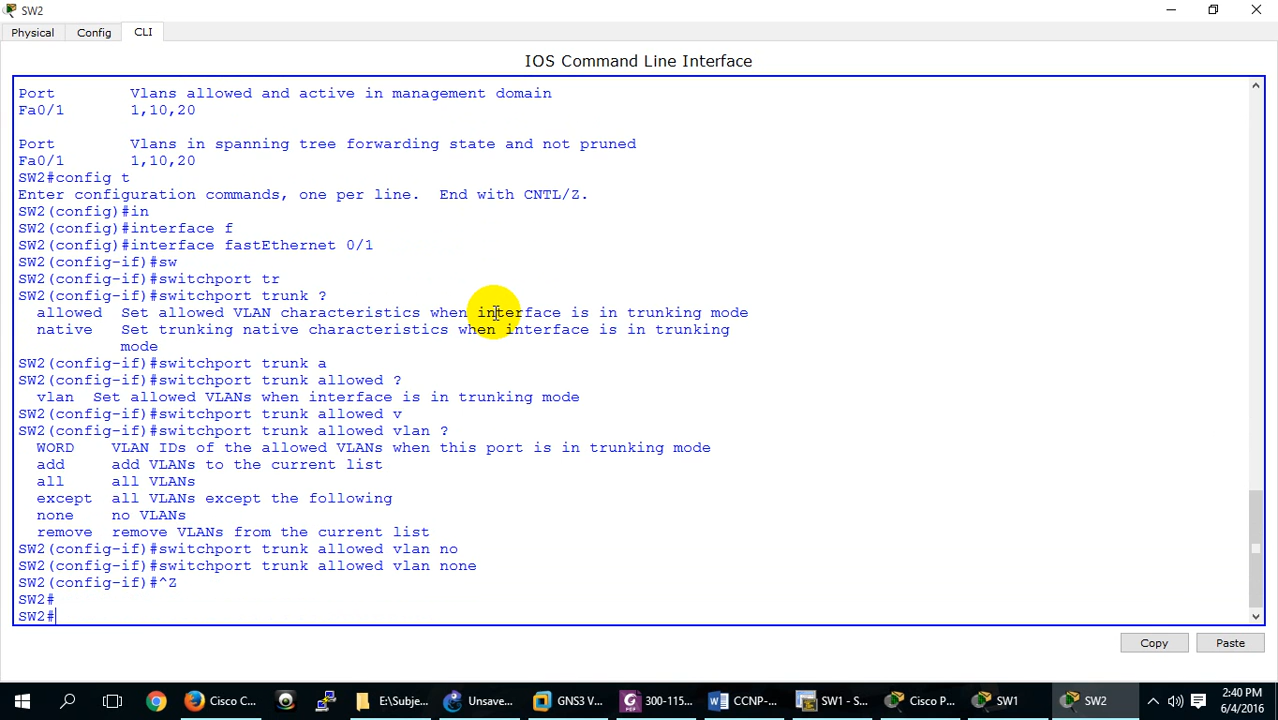 SW2
Physical Config CLI
IOS Command Line Interface
Port Vlans allowed and active in management domain
Fa0/1 1,10,20
Port Vlans in spanning tree forwarding state and not pruned
Fa0/1 1,10,20
SW2#config t
Enter configuration commands, one per line. End with CNTL/Z.
SW2(config)#in
SW2(config)#interface f
SW2(config)#interface fastEthernet 0/1
SW2(config-if)#sw
SW2(config-if)#switchport tr
SW2(config-if)#switchport trunk ?
allowed Set allowed VLAN characteristics when interface is in trunking mode
native Set trunking native characteristics when interface is in trunking
mode
SW2(config-if)#switchport trunk a
SW2(config-if)#switchport trunk allowed ?
vlan Set allowed VLANs when interface is in trunking mode
SW2(config-if)#switchport trunk allowed v
SW2(config-if)#switchport trunk allowed vlan ?
WORD VLAN IDs of the allowed VLANs when this port is in trunking mode
add add VLANs to the current list
all all VLANs
except all VLANs except the following
none no VLANs
remove remove VLANs from the current list
SW2(config-if)#switchport trunk allowed vlan no
SW2(config-if)#switchport trunk allowed vlan none
SW2(config-if)#^Z
SW2#
SW2#
Copy Paste
Cisco C... E:\Subje... Unsave... GNS3 V... 300-115... CCNP-... SW1 - S... Cisco P... SW1 SW2 2:40 PM
6/4/2016